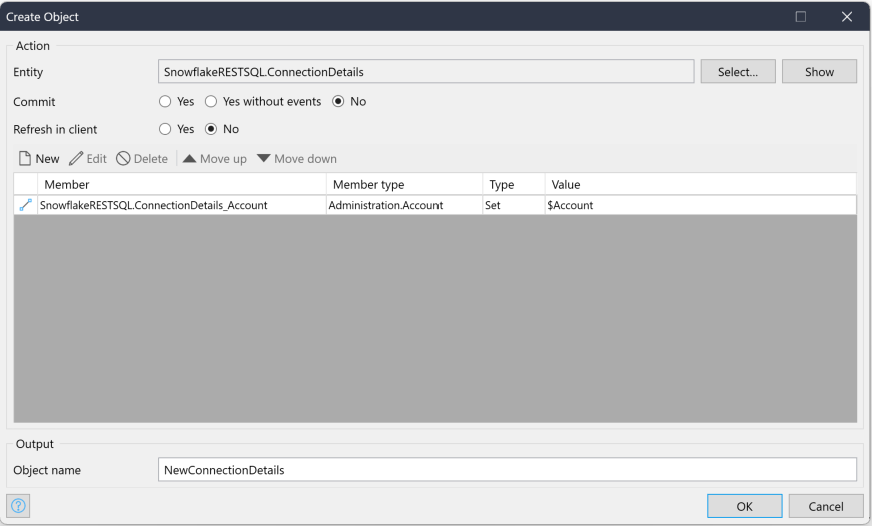 Create Object
Action
Entity SnowflakeRESTSQL.ConnectionDetails Select... Show
Commit Yes Yes without events No
Refresh in client Yes No
New Edit Delete Move up Move down
Member Member type Type Value
SnowflakeRESTSQL.ConnectionDetails_Account Administration.Account Set $Account
Output
Object name NewConnectionDetails
? OK Cancel